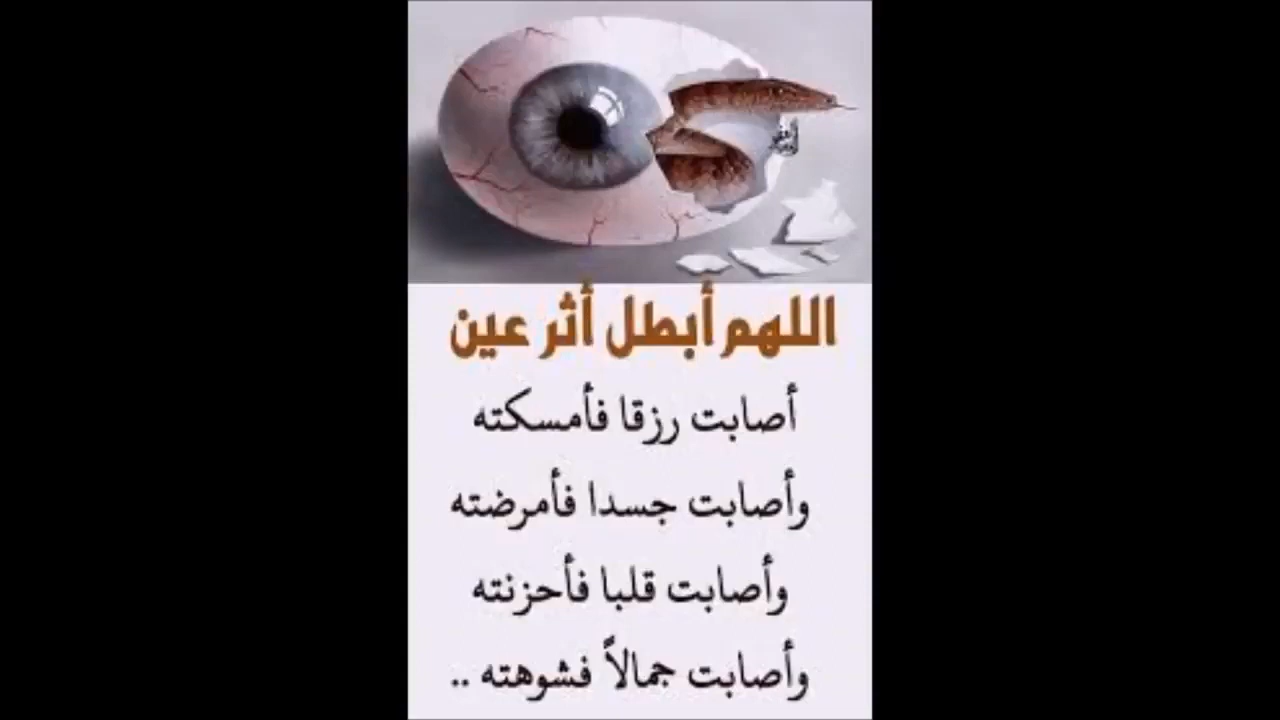 اللهم أبطل أثر عين
أصابت رزقا فأمسكته
وأصابت جسدا فأمرضته
وأصابت قلبا فأحزنته
وأصابت جمالاً فشوهته ..